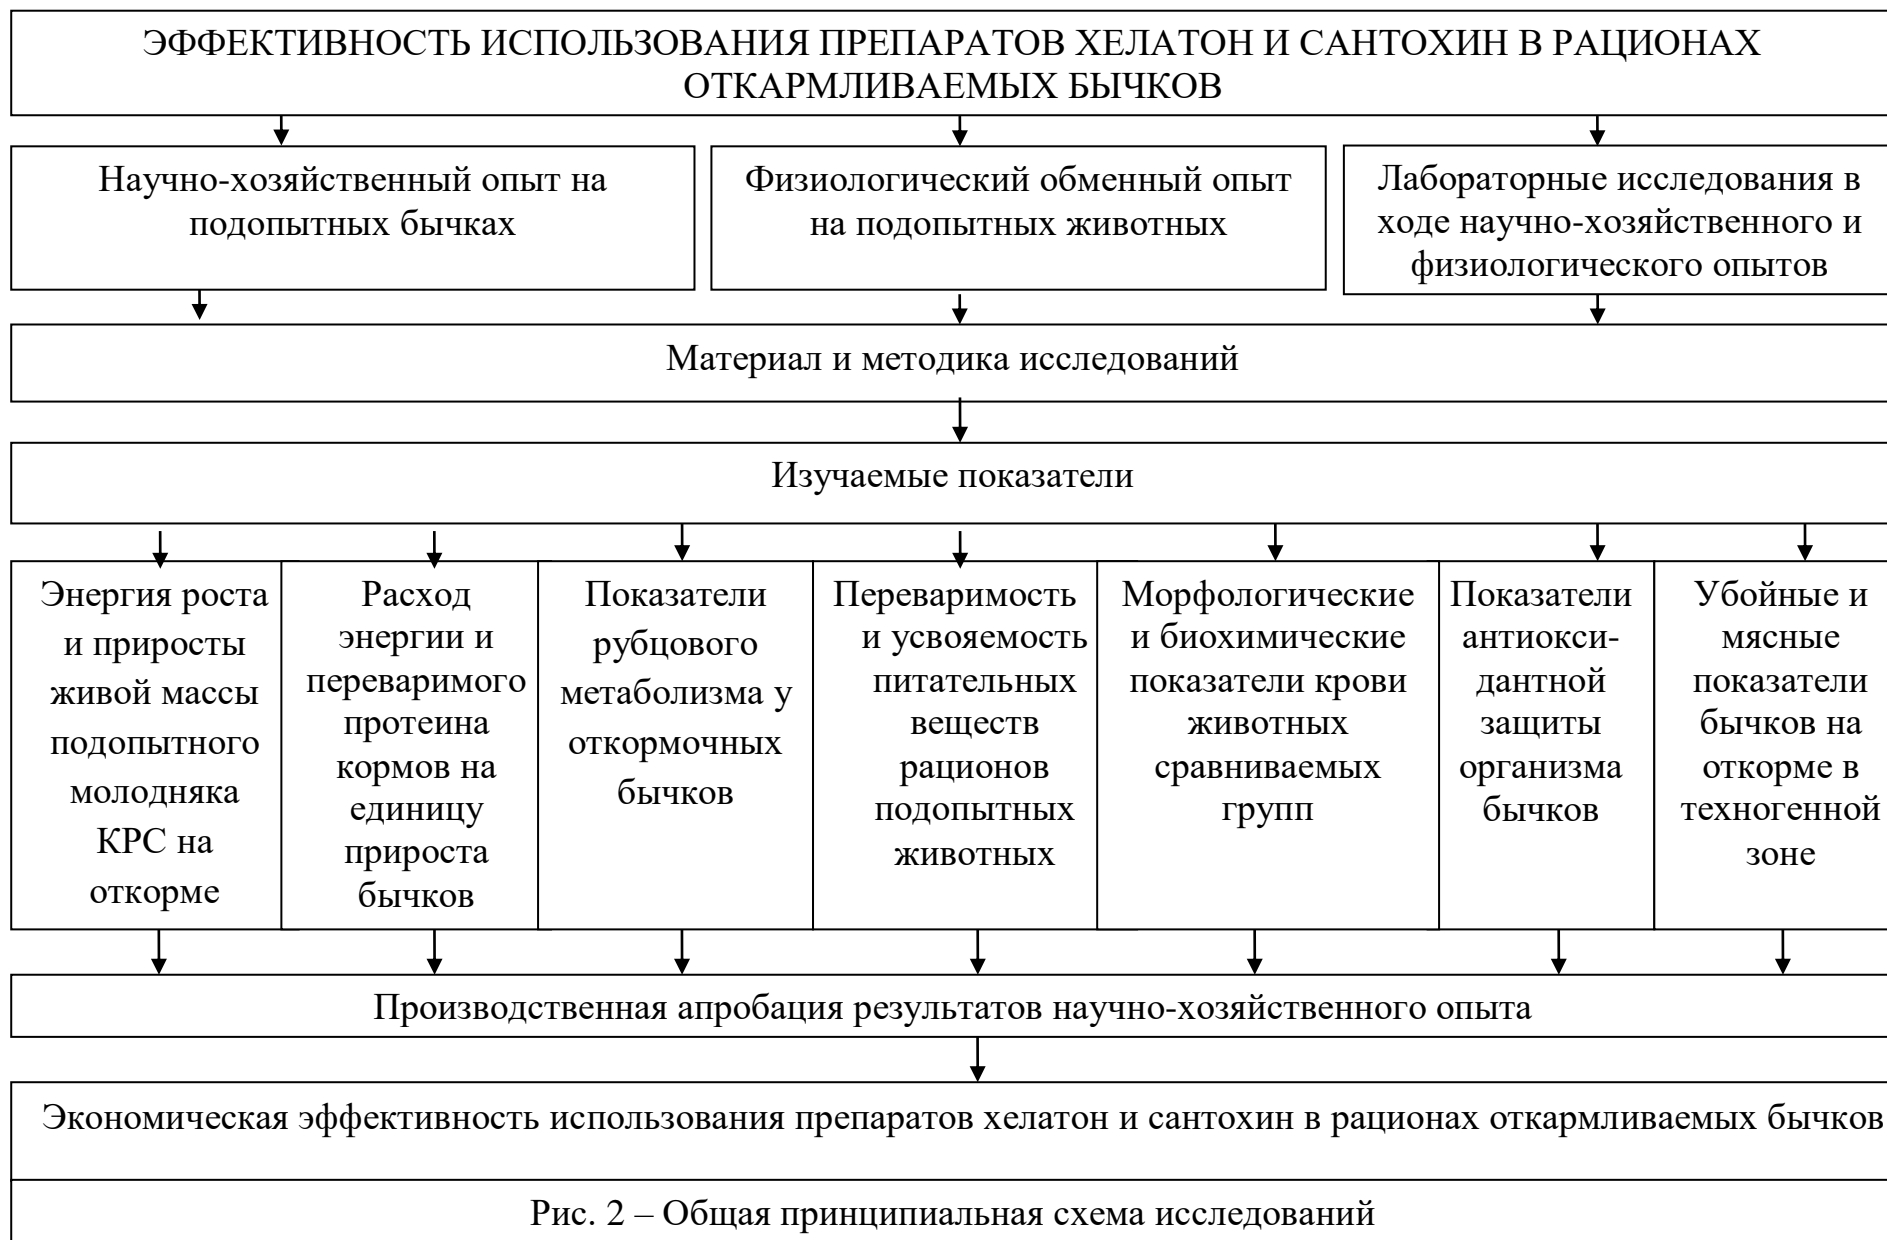 ЭФФЕКТИВНОСТЬ ИСПОЛЬЗОВАНИЯ ПРЕПАРАТОВ ХЕЛАТОН И САНТОХИН В РАЦИОНАХ
ОТКАРМЛИВАЕМЫХ БЫЧКОВ
Научно-хозяйственный опыт на
подопытных бычках
Физиологический обменный опыт
на подопытных животных
Лабораторные исследования в
ходе научно-хозяйственного и
физиологического опытов
Материал и методика исследований
Изучаемые показатели
Энергия роста
и приросты
живой массы
подопытного
молодняка
КРС на
откорме
Расход
энергии и
переваримого
протеина
кормов на
единицу
прироста
бычков
Показатели
рубцового
метаболизма у
откормочных
бычков
Переваримость
и усвояемость
питательных
веществ
рационов
подопытных
животных
Морфологические
и биохимические
показатели крови
животных
сравниваемых
групп
Показатели
антиокси-
дантной
защиты
организма
бычков
Убойные и
мясные
показатели
бычков на
откорме в
техногенной
зоне
Производственная апробация результатов научно-хозяйственного опыта
Экономическая эффективность использования препаратов хелатон и сантохин в рационах откармливаемых бычков
Рис. 2 – Общая принципиальная схема исследований